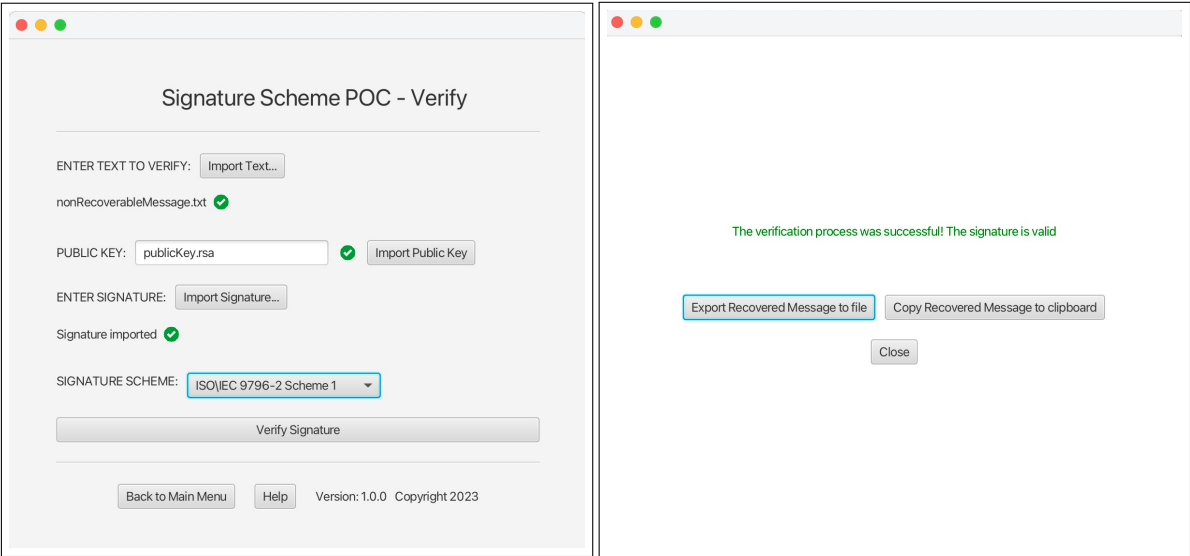 Signature Scheme POC - Verify
ENTER TEXT TO VERIFY: Import Text...
nonRecoverableMessage.txt
PUBLIC KEY: publicKey.rsa Import Public Key
ENTER SIGNATURE: Import Signature...
Signature imported
SIGNATURE SCHEME: ISO\IEC 9796-2 Scheme 1
Verify Signature
Back to Main Menu Help Version: 1.0.0 Copyright 2023
The verification process was successful! The signature is valid
Export Recovered Message to file Copy Recovered Message to clipboard
Close